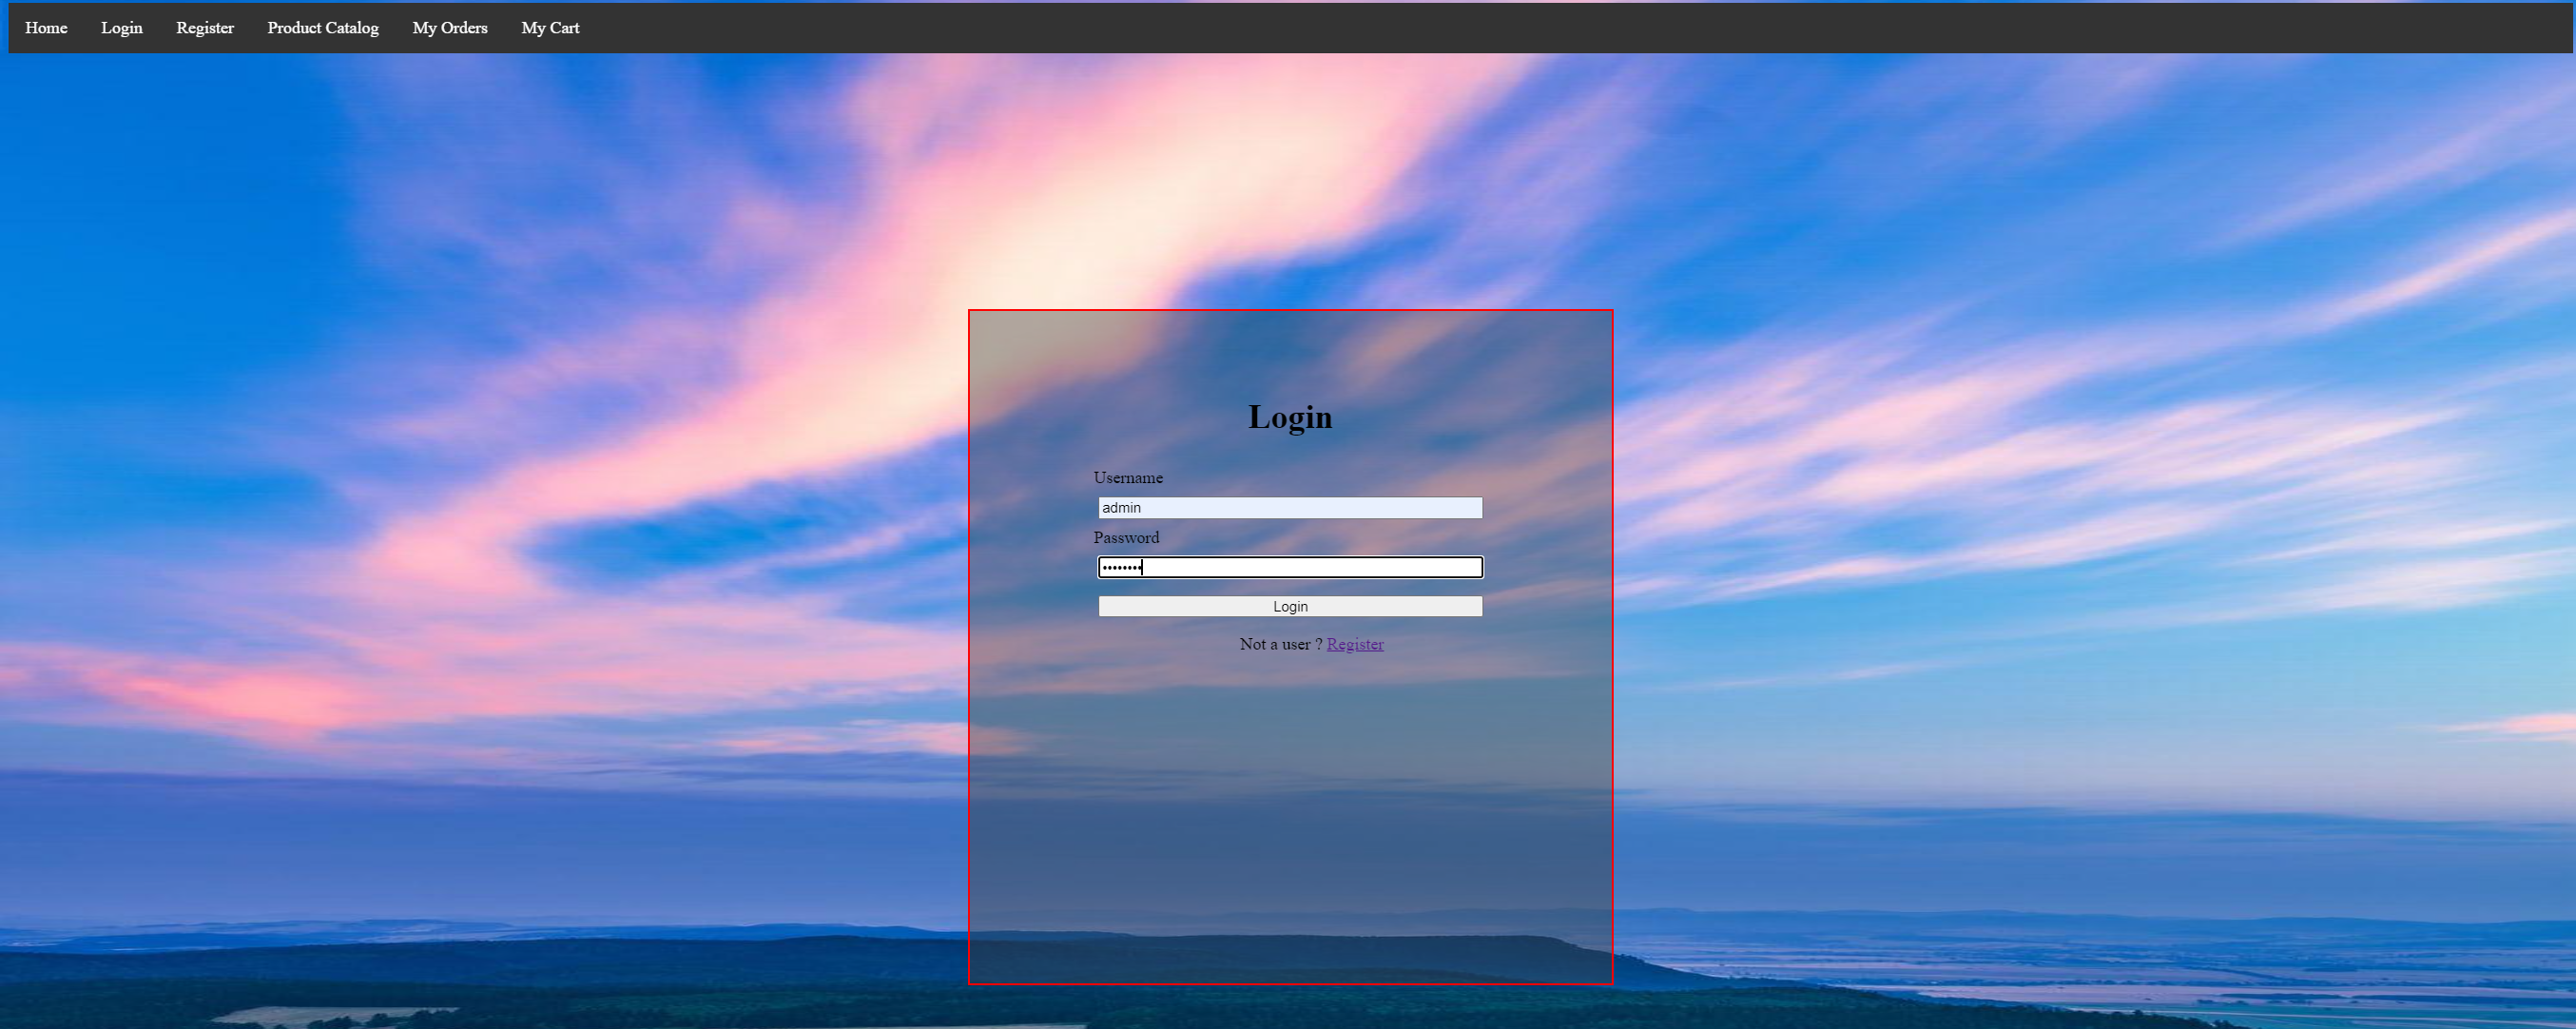 Home Login Register Product Catalog My Orders My Cart
Login
Username
admin
Password
••••••••
Login
Not a user ? Register